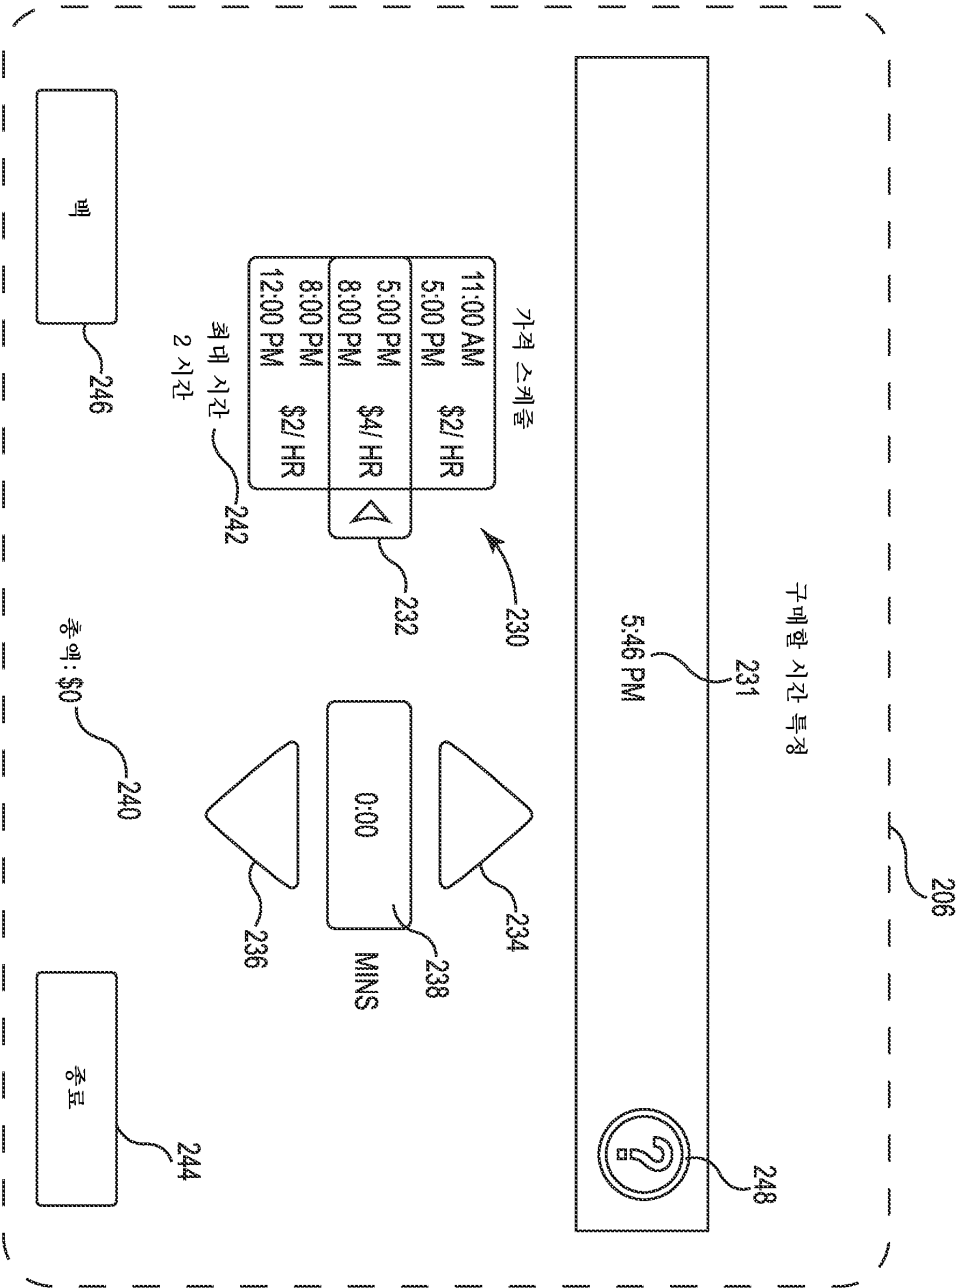 206
구매할 시간 특정
231
5:46 PM
248
가격 스케줄
230
11:00 AM
5:00 PM
$2/ HR
5:00 PM
8:00 PM
$4/ HR
8:00 PM
12:00 PM
$2/ HR
232
최대 시간
2 시간
242
234
0:00
MINS
238
236
총액: $0
240
백
246
종료
244
?